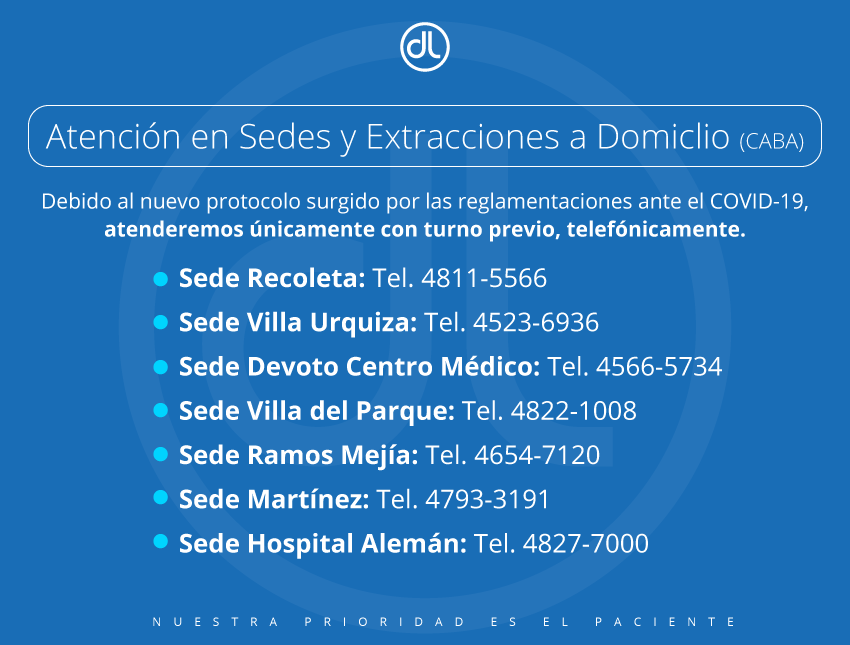 dl
Atención en Sedes y Extracciones a Domiclio (CABA)
Debido al nuevo protocolo surgido por las reglamentaciones ante el COVID-19,
atenderemos únicamente con turno previo, telefónicamente.
Sede Recoleta: Tel. 4811-5566
Sede Villa Urquiza: Tel. 4523-6936
Sede Devoto Centro Médico: Tel. 4566-5734
Sede Villa del Parque: Tel. 4822-1008
Sede Ramos Mejía: Tel. 4654-7120
Sede Martínez: Tel. 4793-3191
Sede Hospital Alemán: Tel. 4827-7000
NUESTRA PRIORIDAD ES EL PACIENTE